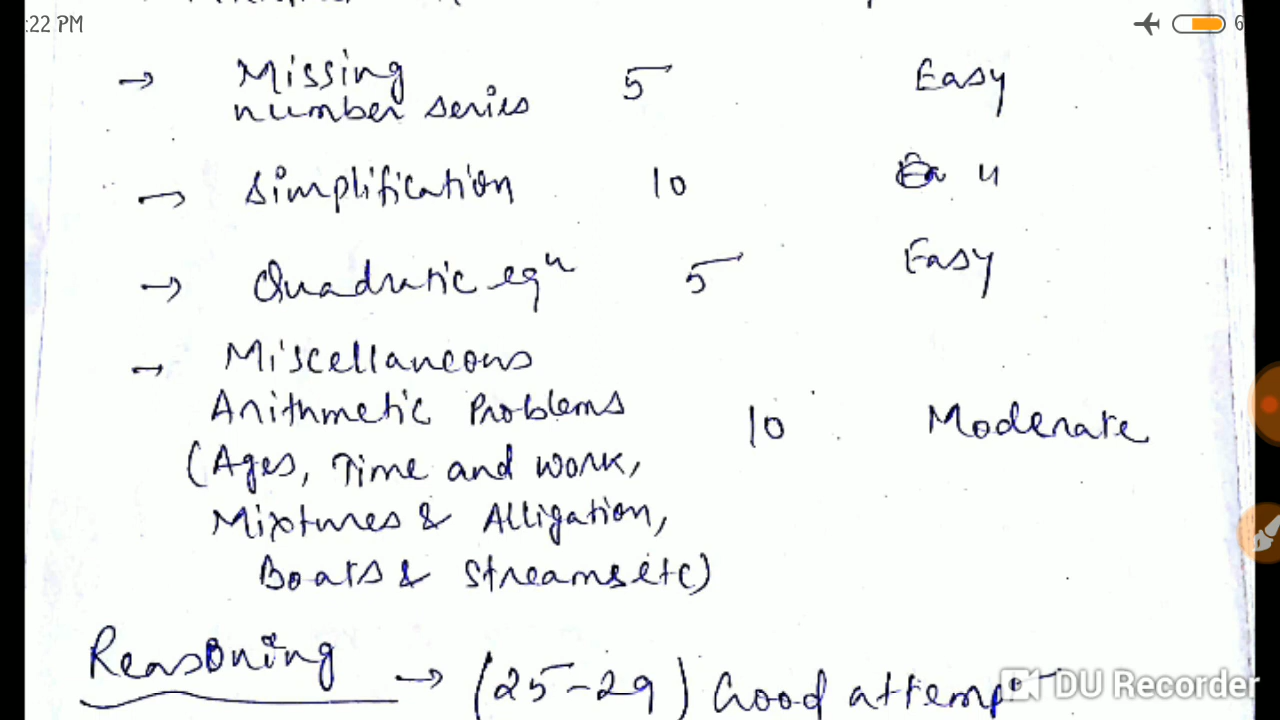 :22 PM
6
→ Missing 5 Easy
number series
→ Simplification 10 〃
→ Quadratic eqⁿ 5 Easy
→ Miscellaneous
Arithmetic Problems 10 Moderate
(Ages, Time and work,
Mixtures & Alligation,
Boats & Streams etc)
Reasoning → (25-29) Good attempt
DU Recorder